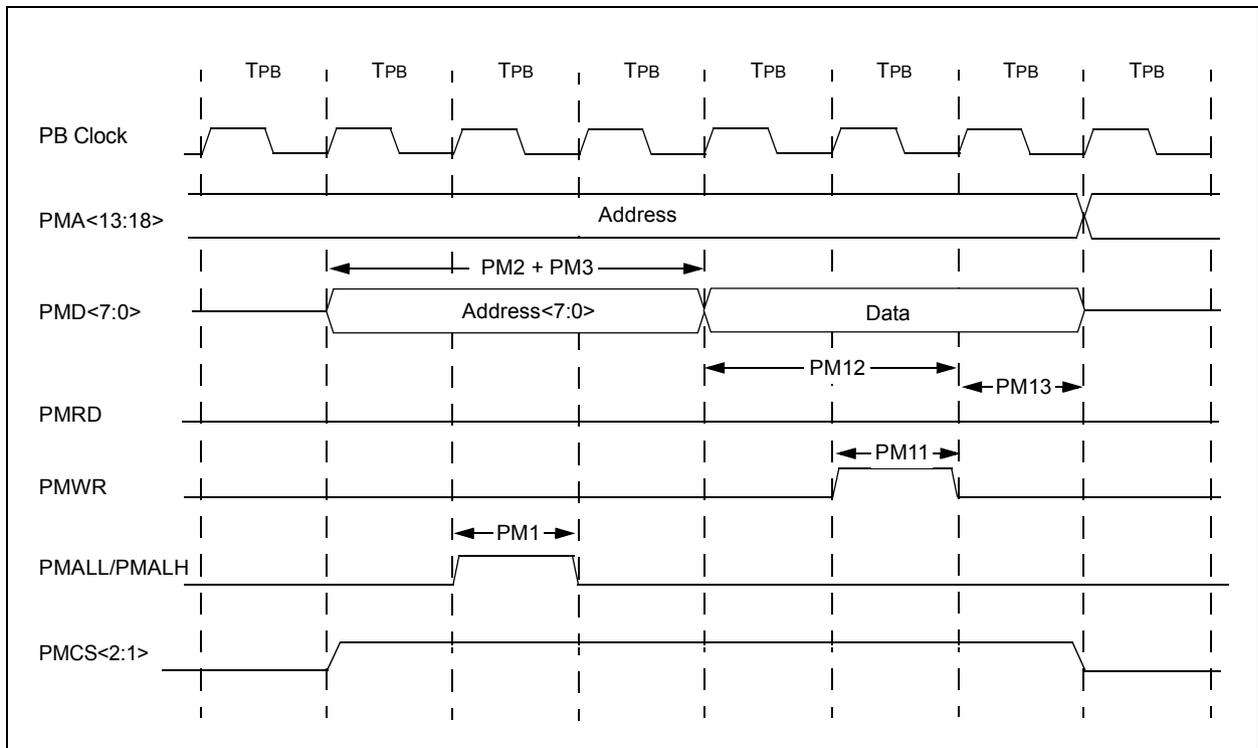 TPB TPB TPB TPB TPB TPB TPB TPB
PB Clock
PMA<13:18>
Address
PM2 + PM3
PMD<7:0>
Address<7:0>
Data
PM12
PM13
PMRD
PM11
PMWR
PM1
PMALL/PMALH
PMCS<2:1>